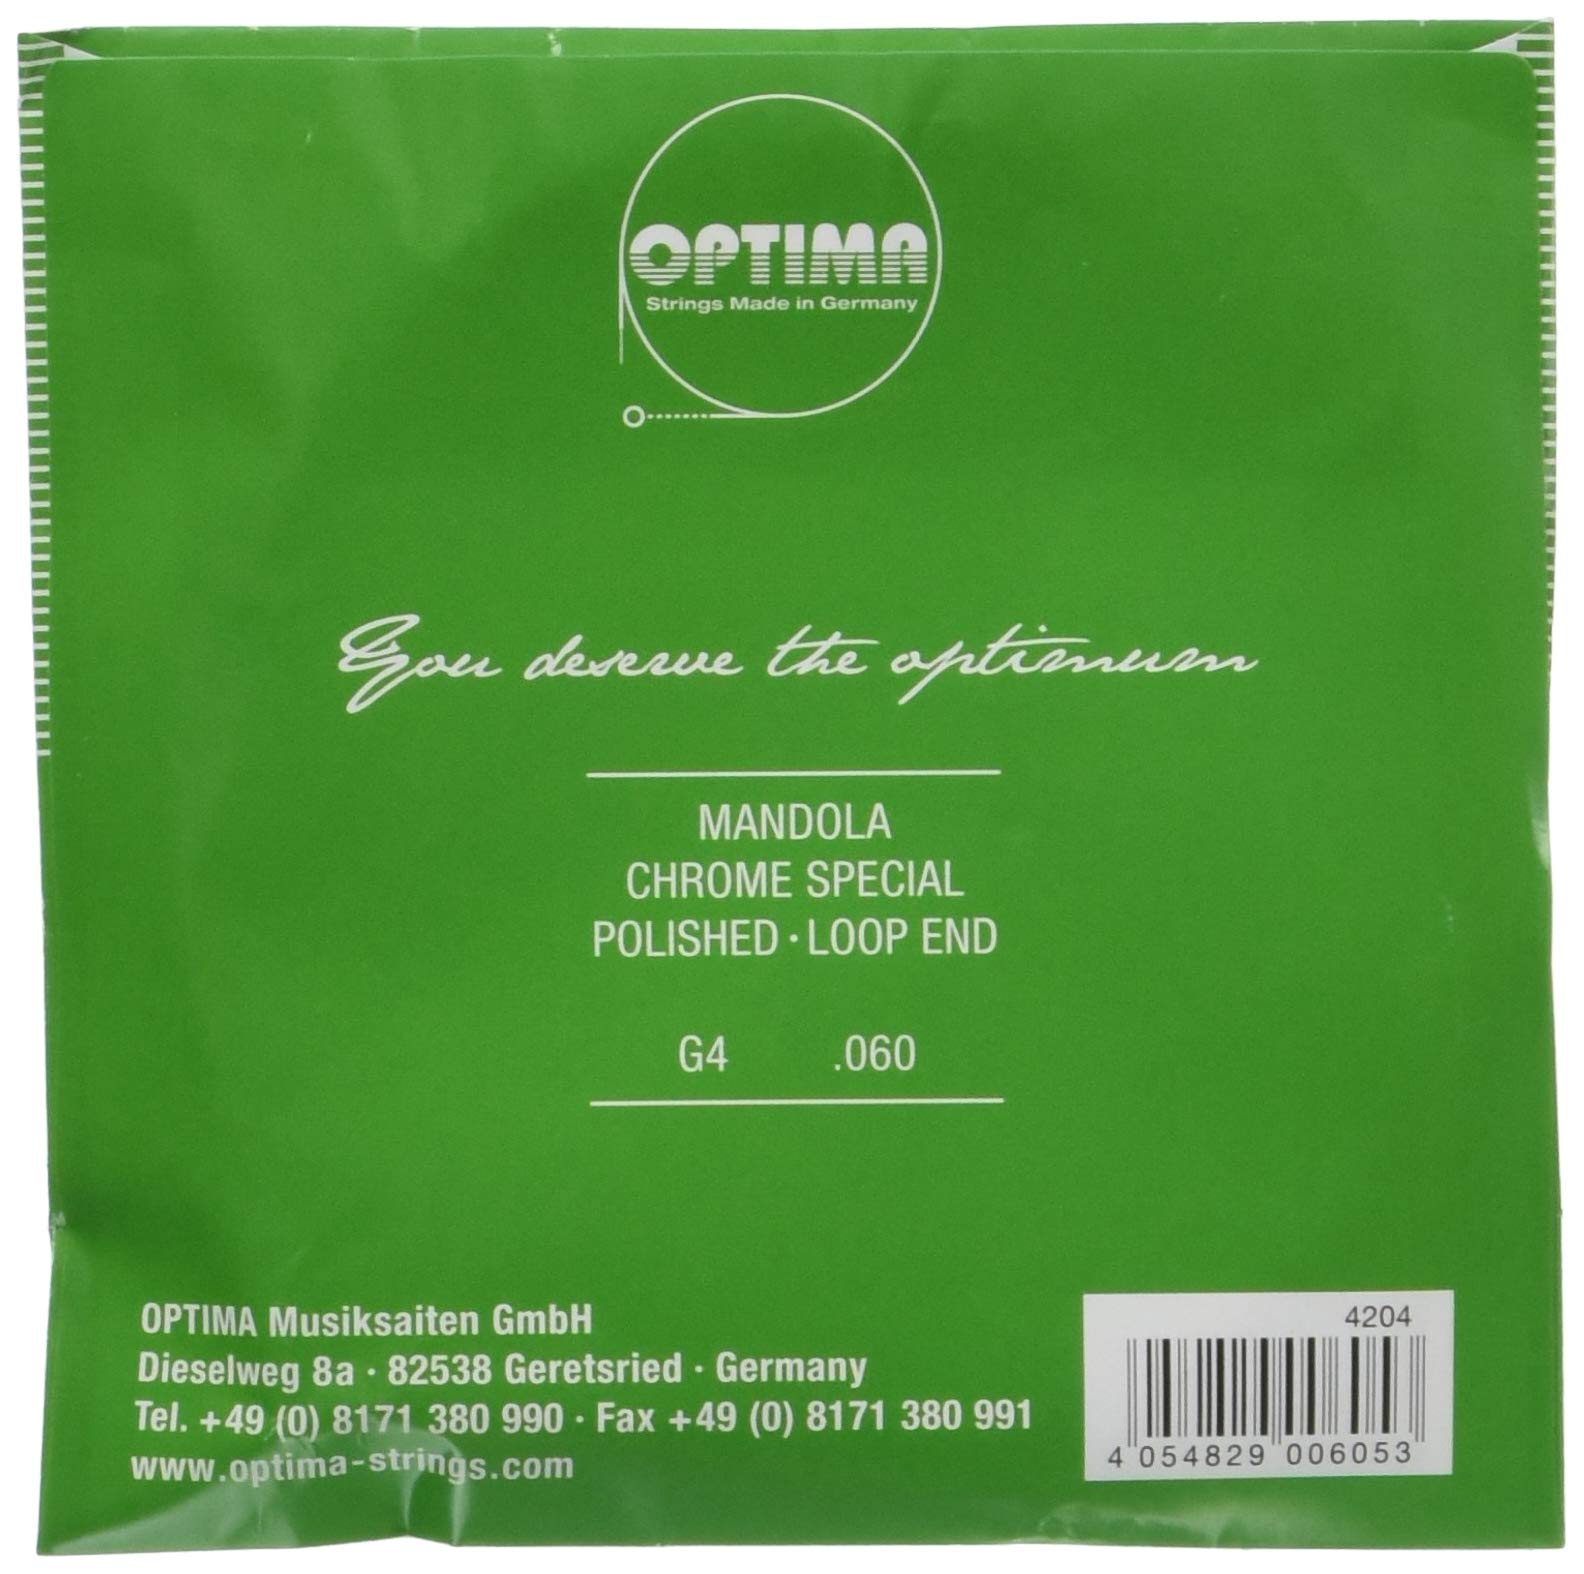 OPTIMA
Strings Made in Germany
You deserve the optimum
MANDOLA
CHROME SPECIAL
POLISHED · LOOP END
G4 .060
OPTIMA Musiksaiten GmbH
Dieselweg 8a · 82538 Geretsried · Germany
Tel. +49 (0) 8171 380 990 · Fax +49 (0) 8171 380 991
www.optima-strings.com
4204
4 054829 006053